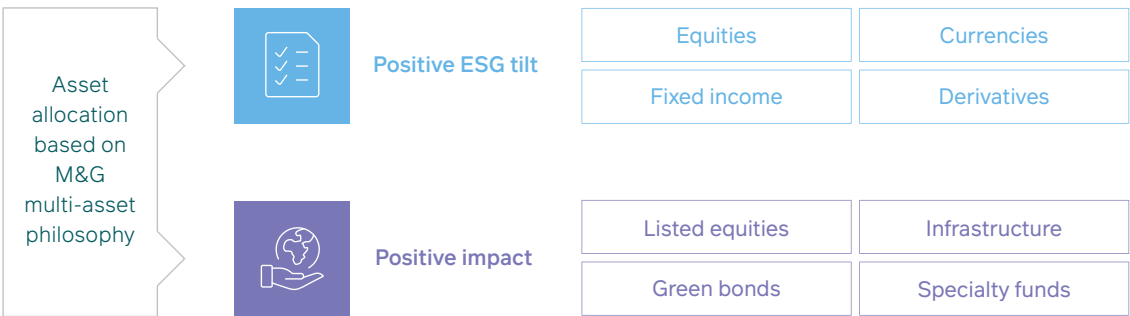 Asset
allocation
based on
M&G
multi-asset
philosophy
Positive ESG tilt
Equities
Currencies
Fixed income
Derivatives
Positive impact
Listed equities
Infrastructure
Green bonds
Specialty funds